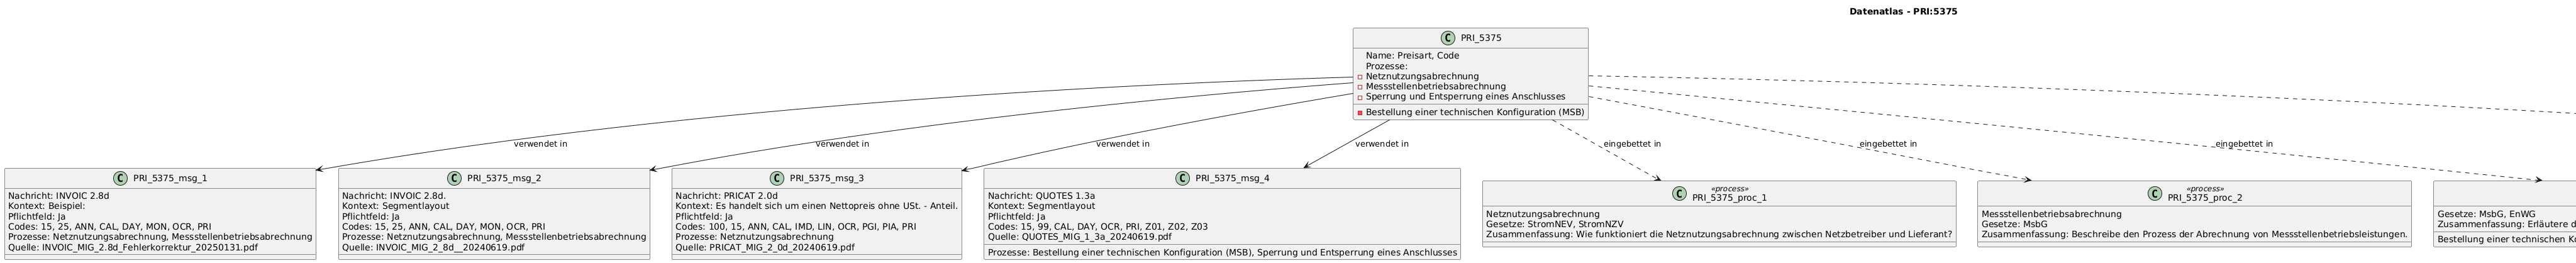 Datenatlas - PRI:5375
C PRI_5375
Name: Preisart, Code
Prozesse:
Netznutzungsabrechnung
Messstellenbetriebsabrechnung
Sperrung und Entsperrung eines Anschlusses
Bestellung einer technischen Konfiguration (MSB)
verwendet in
verwendet in
verwendet in
verwendet in
eingebettet in
eingebettet in
eingebettet in
C PRI_5375_msg_1
Nachricht: INVOIC 2.8d
Kontext: Beispiel:
Pflichtfeld: Ja
Codes: 15, 25, ANN, CAL, DAY, MON, OCR, PRI
Prozesse: Netznutzungsabrechnung, Messstellenbetriebsabrechnung
Quelle: INVOIC_MIG_2.8d_Fehlerkorrektur_20250131.pdf
C PRI_5375_msg_2
Nachricht: INVOIC 2.8d.
Kontext: Segmentlayout
Pflichtfeld: Ja
Codes: 15, 25, ANN, CAL, DAY, MON, OCR, PRI
Prozesse: Netznutzungsabrechnung, Messstellenbetriebsabrechnung
Quelle: INVOIC_MIG_2_8d__20240619.pdf
C PRI_5375_msg_3
Nachricht: PRICAT 2.0d
Kontext: Es handelt sich um einen Nettopreis ohne USt. - Anteil.
Pflichtfeld: Ja
Codes: 100, 15, ANN, CAL, IMD, LIN, OCR, PGI, PIA, PRI
Prozesse: Netznutzungsabrechnung
Quelle: PRICAT_MIG_2_0d_20240619.pdf
C PRI_5375_msg_4
Nachricht: QUOTES 1.3a
Kontext: Segmentlayout
Pflichtfeld: Ja
Codes: 15, 99, CAL, DAY, OCR, PRI, Z01, Z02, Z03
Quelle: QUOTES_MIG_1_3a_20240619.pdf
Prozesse: Bestellung einer technischen Konfiguration (MSB), Sperrung und Entsperrung eines Anschlusses
C «process»
PRI_5375_proc_1
Netznutzungsabrechnung
Gesetze: StromNEV, StromNZV
Zusammenfassung: Wie funktioniert die Netznutzungsabrechnung zwischen Netzbetreiber und Lieferant?
C «process»
PRI_5375_proc_2
Messstellenbetriebsabrechnung
Gesetze: MsbG
Zusammenfassung: Beschreibe den Prozess der Abrechnung von Messstellenbetriebsleistungen.
Gesetze: MsbG, EnWG
Zusammenfassung: Erläutere d
Bestellung einer technischen K